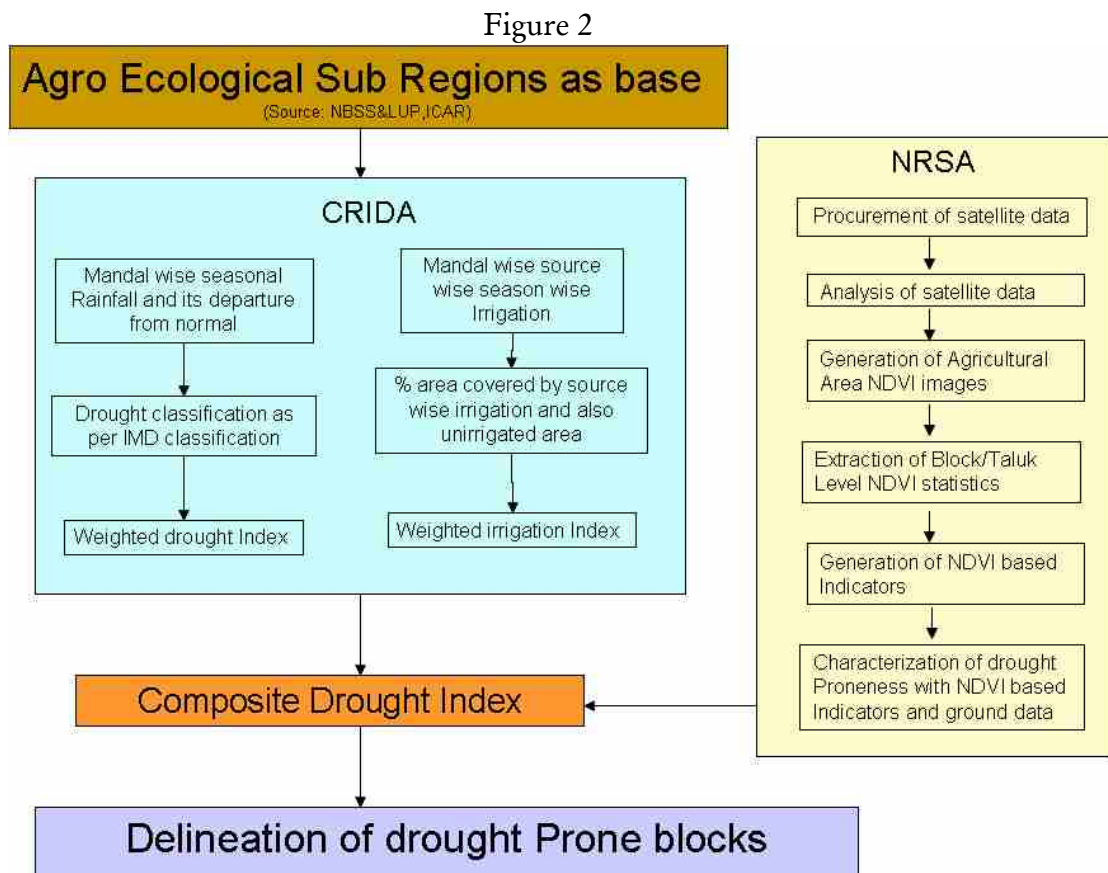 Figure 2
Agro Ecological Sub Regions as base
(Source: NBSS&LUP,ICAR)
CRIDA
Mandal wise seasonal
Rainfall and its departure
from normal
Drought classification as
per IMD classification
Weighted drought Index
Mandal wise source
wise season wise
Irrigation
% area covered by source
wise irrigation and also
unirrigated area
Weighted irrigation Index
NRSA
Procurement of satellite data
Analysis of satellite data
Generation of Agricultural
Area NDVI images
Extraction of Block/Taluk
Level NDVI statistics
Generation of NDVI based
Indicators
Characterization of drought
Proneness with NDVI based
Indicators and ground data
Composite Drought Index
Delineation of drought Prone blocks